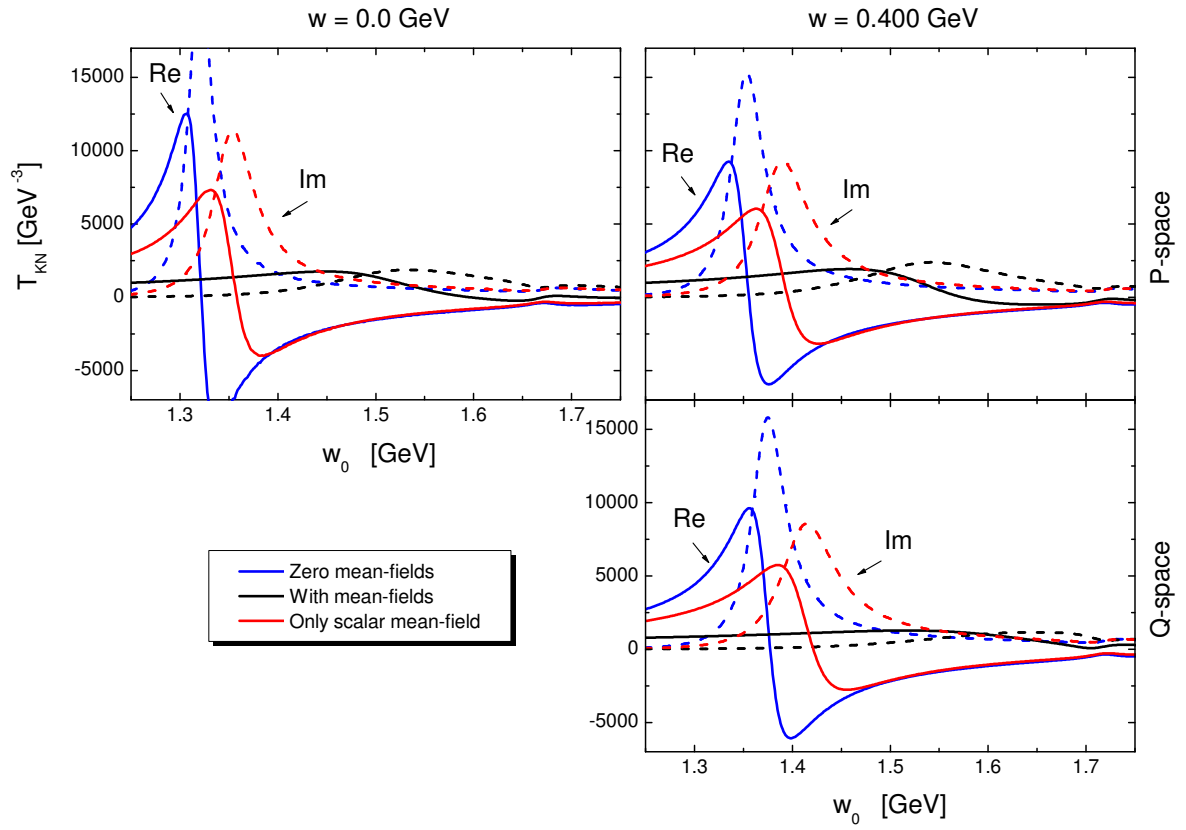 w = 0.0 GeV
w = 0.400 GeV
T_KN [GeV^-3]
15000
10000
5000
0
-5000
Re
Im
1.3 1.4 1.5 1.6 1.7
w_0 [GeV]
Re
Im
P-space
15000
10000
5000
0
-5000
Re
Im
Q-space
1.3 1.4 1.5 1.6 1.7
w_0 [GeV]
Zero mean-fields
With mean-fields
Only scalar mean-field